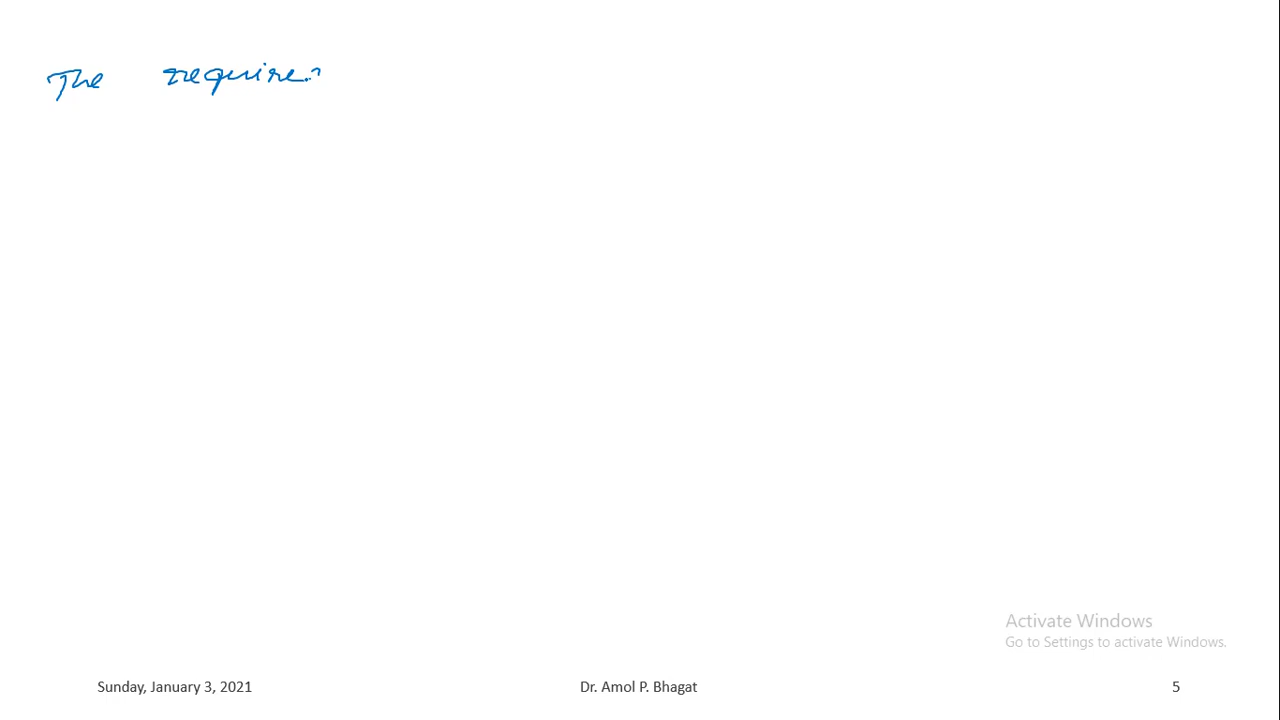 The require
Activate Windows
Go to Settings to activate Windows.
Sunday, January 3, 2021 Dr. Amol P. Bhagat 5